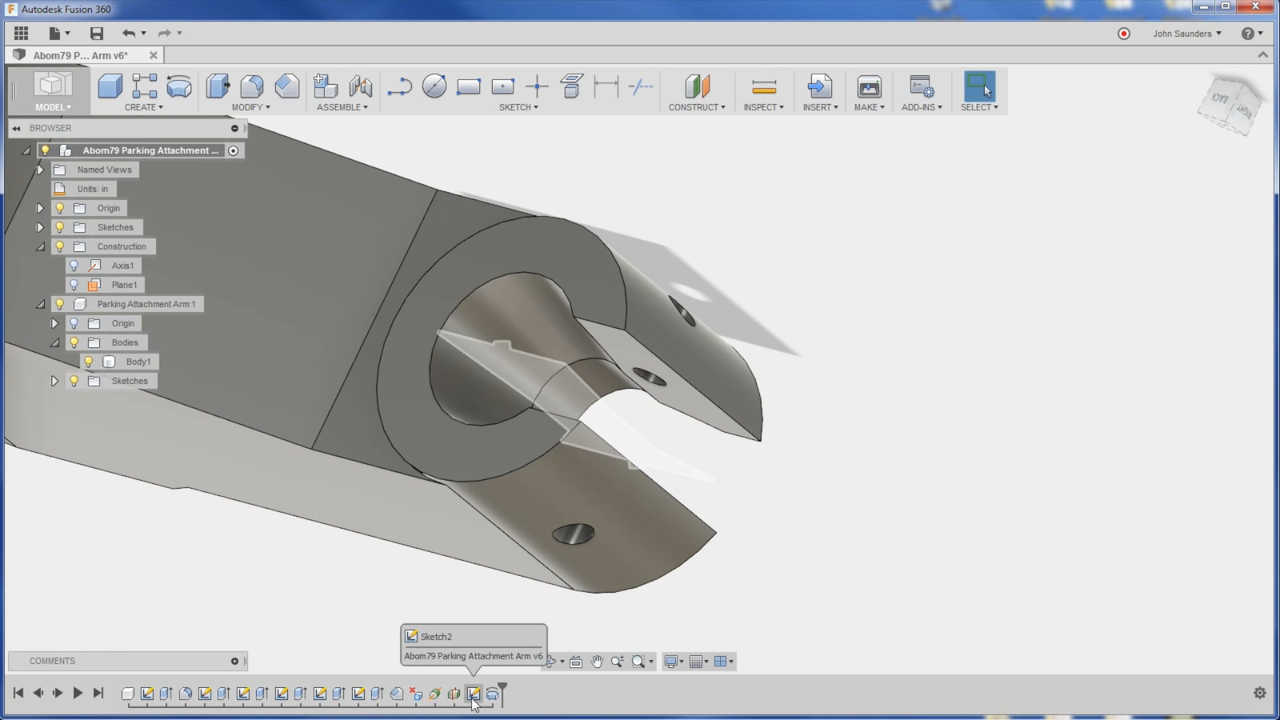 Autodesk Fusion 360
John Saunders
Abom79 P... Arm v6*
MODEL
CREATE
MODIFY
ASSEMBLE
SKETCH
CONSTRUCT
INSPECT
INSERT
MAKE
ADD-INS
SELECT
BACK
BROWSER
Abom79 Parking Attachment ...
Named Views
Units: in
Origin
Sketches
Construction
Axis1
Plane1
Parking Attachment Arm:1
Origin
Bodies
Body1
Sketches
Sketch2
Abom79 Parking Attachment Arm v6
COMMENTS